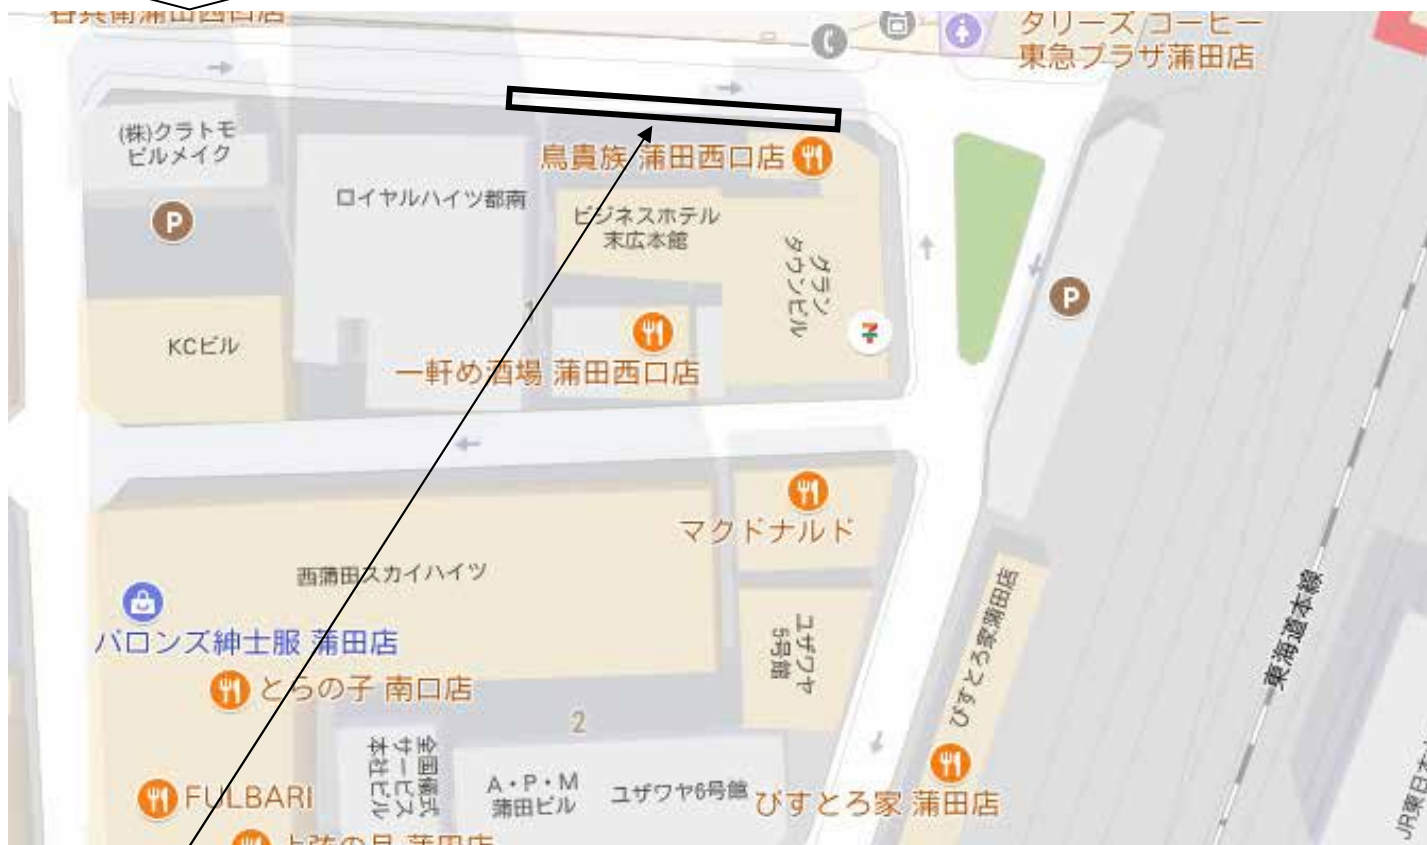 タリーズ コーヒー
東急プラザ蒲田店
(株)クラトモ
ビルメイク
鳥貴族 蒲田西口店
P
ロイヤルハイツ都南
ビジネスホテル
末広本館
グラン
タウンビル
P
1
KCビル
7
一軒め酒場 蒲田西口店
マクドナルド
西蒲田スカイハイツ
びすとろ家蒲田店
東海道本線
バロンズ紳士服 蒲田店
ユザワヤ
5号館
とらの子 南口店
2
全国儀式
サービス
本社ビル
A・P・M
蒲田ビル
ユザワヤ6号館
びすとろ家 蒲田店
FULBARI